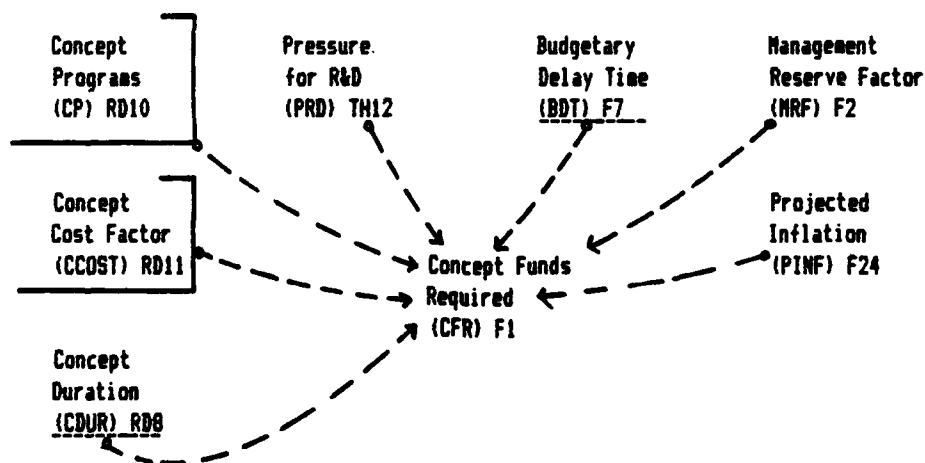 Concept
Programs
(CP) RD10
Pressure
for R&D
(PRD) TH12
Budgetary
Delay Time
(BDT) F7
Management
Reserve Factor
(MRF) F2
Concept
Cost Factor
(CCOST) RD11
Projected
Inflation
(PINF) F24
Concept Funds
Required
(CFR) F1
Concept
Duration
(CDUR) RD8